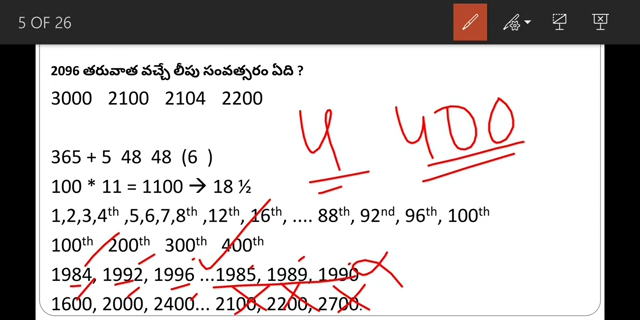 5 OF 26
2096 తరువాత వచ్చే లీపు సంవత్సరం ఏది ?
3000 2100 2104 2200
4 400
365 + 5 48 48 (6 )
100 * 11 = 1100 → 18 ½
1,2,3,4th ,5,6,7,8th ,12th, 16th, .... 88th, 92nd, 96th, 100th
100th 200th 300th 400th
1984, 1992, 1996 ...1985, 1989, 1990
1600, 2000, 2400... 2100, 2200, 2700.